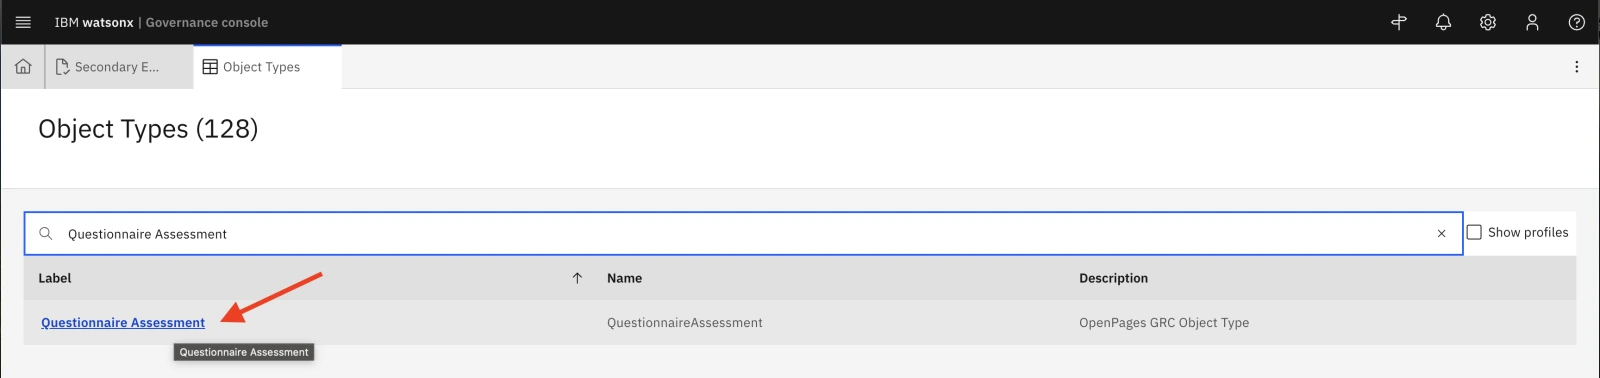 IBM watsonx | Governance console
Secondary E...
Object Types
Object Types (128)
Questionnaire Assessment
Show profiles
Label Name Description
Questionnaire Assessment QuestionnaireAssessment OpenPages GRC Object Type
Questionnaire Assessment